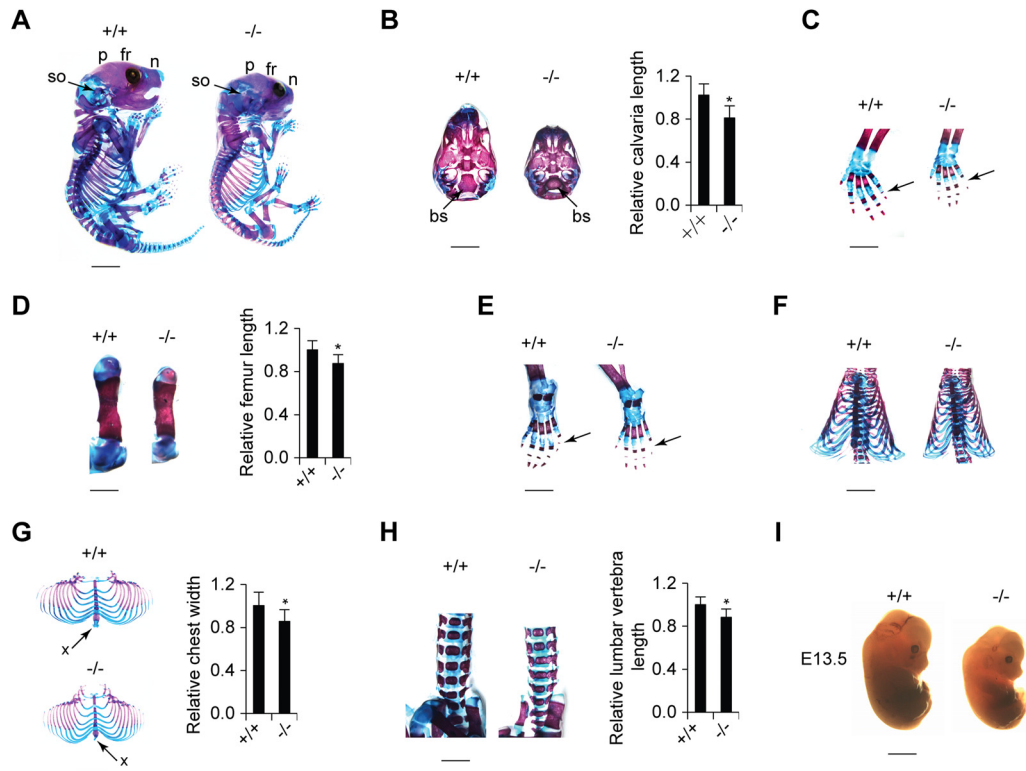 A
+/+
-/-
p fr n
so
so
p fr n
B
+/+
-/-
bs
bs
Relative calvaria length
1.2
0.8
0.4
0
+/+
-/-
*
C
+/+
-/-
D
+/+
-/-
Relative femur length
1.2
0.8
0.4
0
+/+
-/-
*
E
+/+
-/-
F
+/+
-/-
G
+/+
x
-/-
x
Relative chest width
1.2
0.8
0.4
0.0
+/+
-/-
*
H
+/+
-/-
Relative lumbar vertebra
length
1.2
0.8
0.4
0.0
+/+
-/-
*
I
+/+
-/-
E13.5